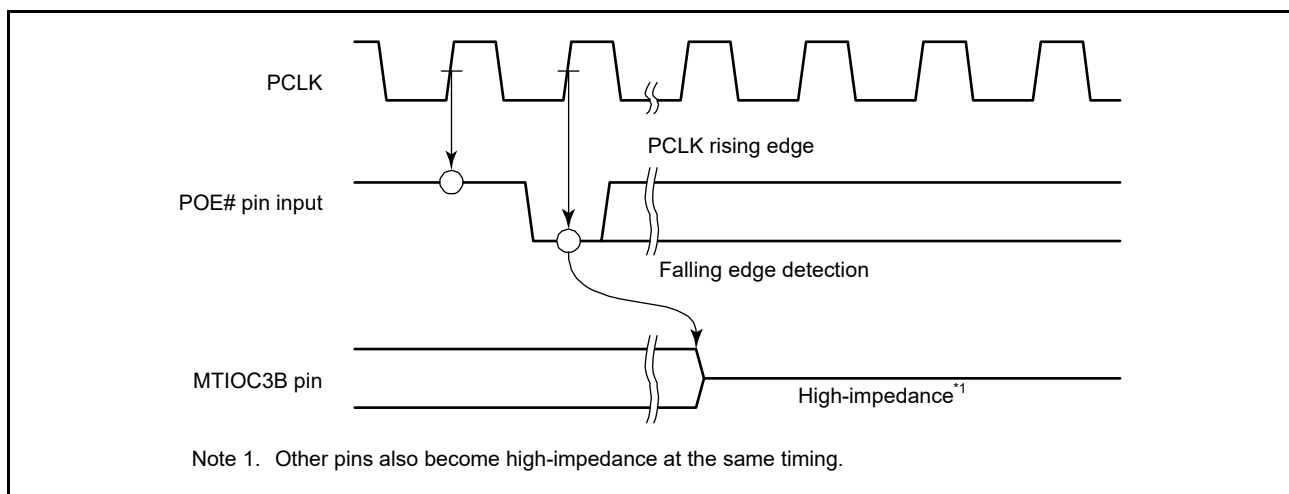 PCLK
PCLK rising edge
POE# pin input
Falling edge detection
MTIOC3B pin
High-impedance*1
Note 1. Other pins also become high-impedance at the same timing.